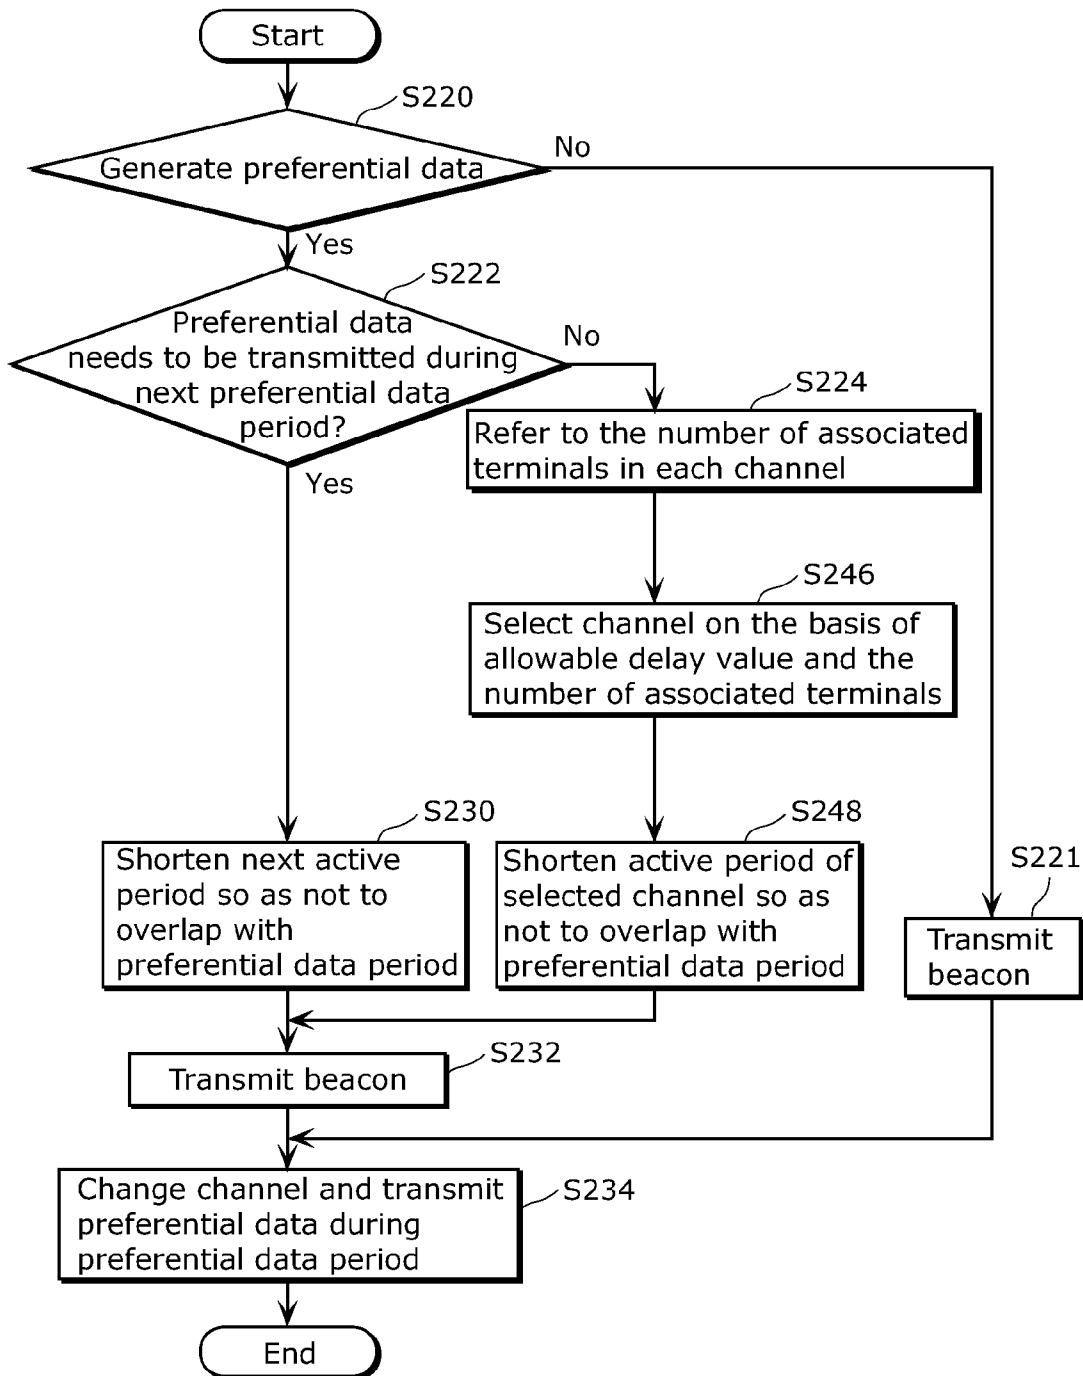 Start
S220
Generate preferential data
No
Yes
S222
Preferential data
needs to be transmitted during
next preferential data
period?
No
Yes
S224
Refer to the number of associated
terminals in each channel
S246
Select channel on the basis of
allowable delay value and the
number of associated terminals
S230
Shorten next active
period so as not to
overlap with
preferential data period
S248
Shorten active period of
selected channel so as
not to overlap with
preferential data period
S221
Transmit
beacon
S232
Transmit beacon
S234
Change channel and transmit
preferential data during
preferential data period
End